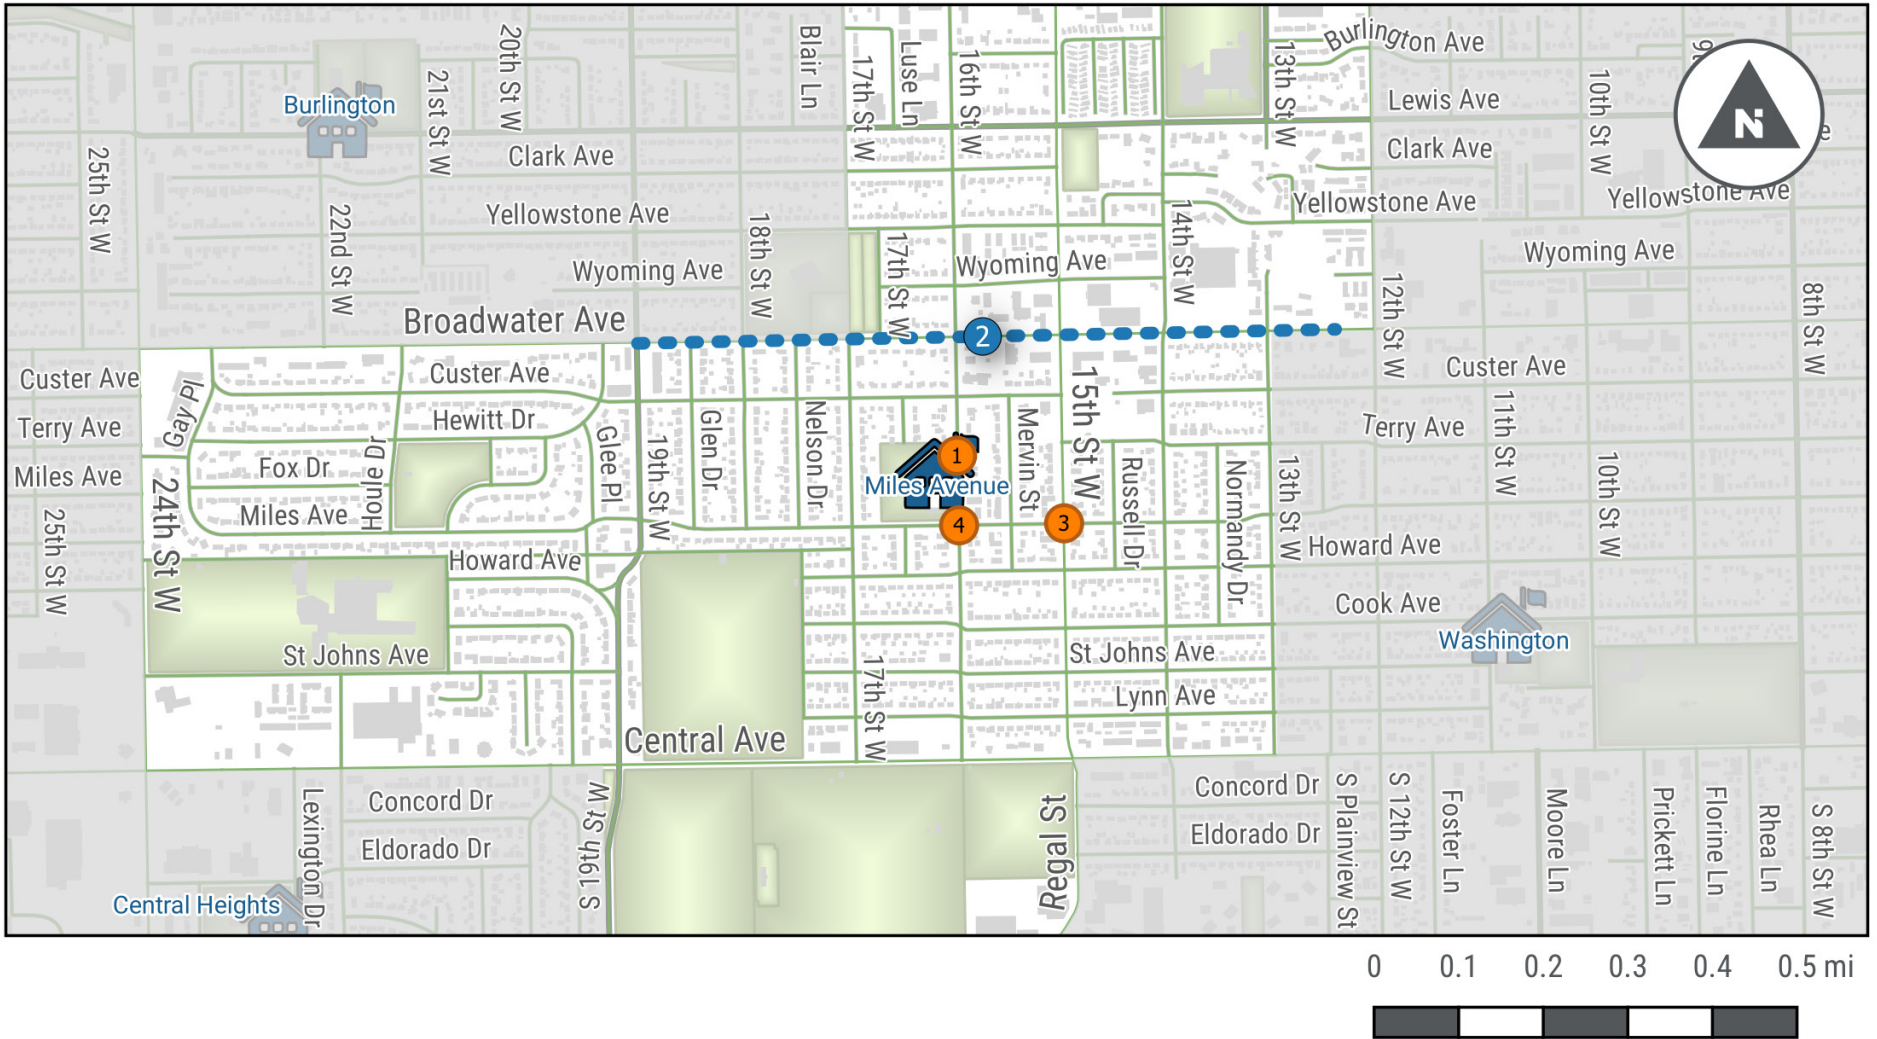 Burlington Ave
20th St W
Blair Ln
Luse Ln
17th St W
16th St W
13th St W
9
21st St W
Burlington
Lewis Ave
10th St W
N
e
25th St W
Clark Ave
Clark Ave
22nd St W
Yellowstone Ave
18th St W
14th St W
Yellowstone Ave
Yellowstone Ave
17th St W
Wyoming Ave
Wyoming Ave
Wyoming Ave
12th St W
8th St W
Broadwater Ave
2
Custer Ave
Gay Pl
Custer Ave
15th St W
Custer Ave
Terry Ave
Hewitt Dr
Glee Pl
19th St W
Glen Dr
Nelson Dr
Mervin St
Terry Ave
11th St W
Miles Ave
Fox Dr
Houle Dr
1
Miles Avenue
Russell Dr
Normandy Dr
13th St W
10th St W
24th St W
Miles Ave
25th St W
4
3
Howard Ave
Howard Ave
Cook Ave
St Johns Ave
St Johns Ave
Washington
17th St W
Lynn Ave
Central Ave
Lexington Dr
Concord Dr
S 19th St W
Regal St
Concord Dr
S Plainview St
S 12th St W
Foster Ln
Moore Ln
Prickett Ln
Florine Ln
Rhea Ln
S 8th St W
Eldorado Dr
Eldorado Dr
Central Heights
0 0.1 0.2 0.3 0.4 0.5 mi